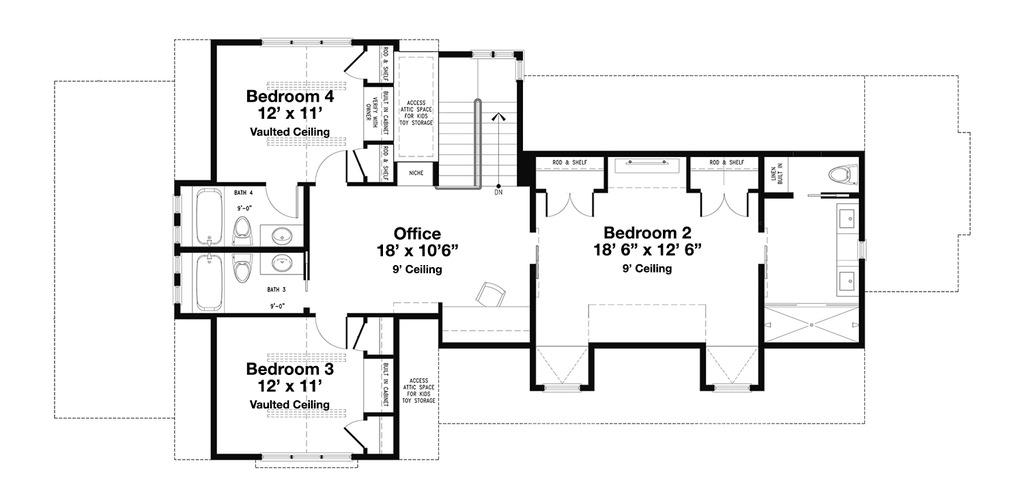 Bedroom 4
12' x 11'
Vaulted Ceiling
ROD & SHELF
BUILT IN CABINET
VERIFY WITH
OWNER
ROD & SHELF
ACCESS
ATTIC SPACE
FOR KIDS
TOY STORAGE
NICHE
DN
BATH 4
9'-0"
BATH 3
9'-0"
Office
18' x 10'6"
9' Ceiling
ROD & SHELF
ROD & SHELF
Bedroom 2
18' 6" x 12' 6"
9' Ceiling
LINEN
BUILT IN
Bedroom 3
12' x 11'
Vaulted Ceiling
BUILT IN CABINET
ACCESS
ATTIC SPACE
FOR KIDS
TOY STORAGE